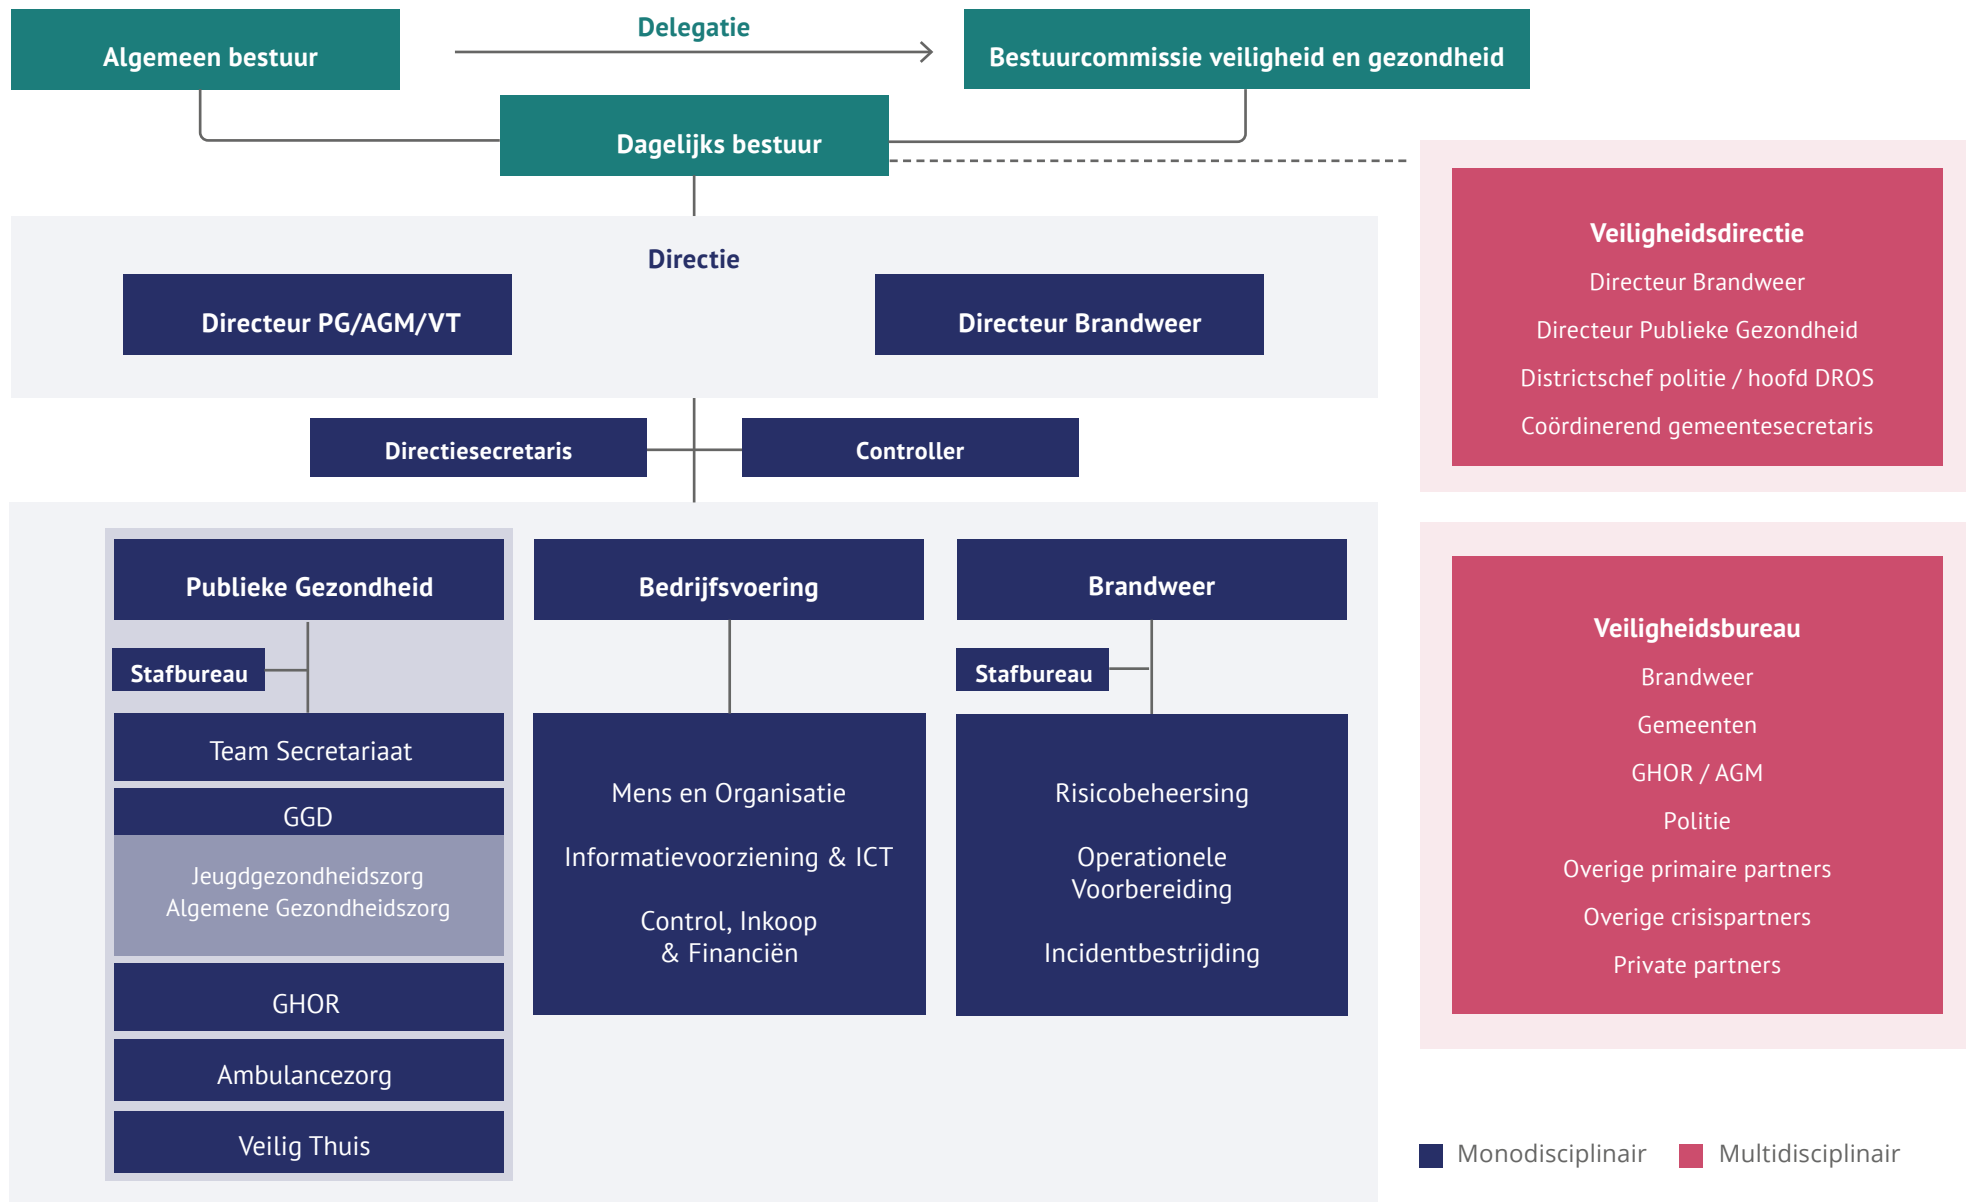 Algemeen bestuur
Delegatie
Bestuurcommissie veiligheid en gezondheid
Dagelijks bestuur
Directie
Directeur PG/AGM/VT
Directeur Brandweer
Directiesecretaris
Controller
Publieke Gezondheid
Stafbureau
Team Secretariaat
GGD
Jeugdgezondheidszorg
Algemene Gezondheidszorg
GHOR
Ambulancezorg
Veilig Thuis
Bedrijfsvoering
Mens en Organisatie
Informatievoorziening & ICT
Control, Inkoop
& Financiën
Brandweer
Stafbureau
Risicobeheersing
Operationele
Voorbereiding
Incidentbestrijding
Veiligheidsdirectie
Directeur Brandweer
Directeur Publieke Gezondheid
Districtschef politie / hoofd DROS
Coördinerend gemeentesecretaris
Veiligheidsbureau
Brandweer
Gemeenten
GHOR / AGM
Politie
Overige primaire partners
Overige crisispartners
Private partners
Monodisciplinair
Multidisciplinair